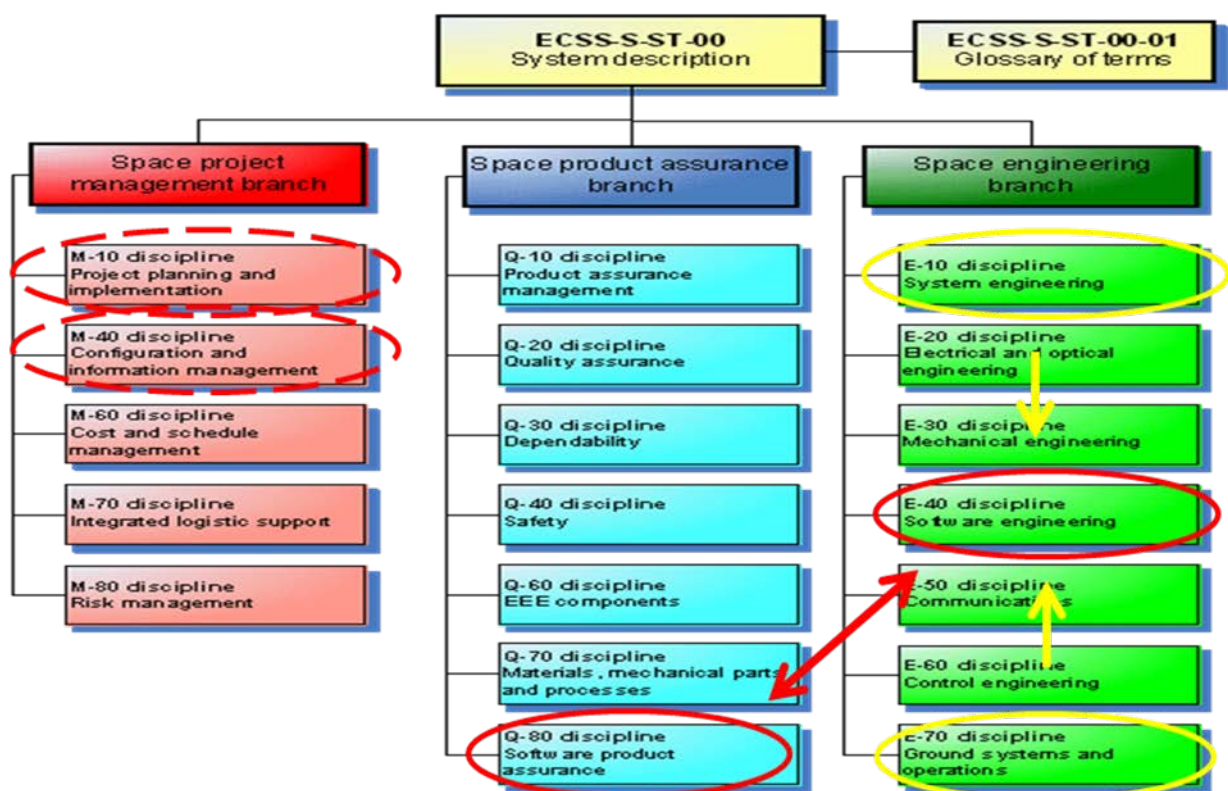 ECSS-S-ST-00
System description
ECSS-S-ST-00-01
Glossary of terms
Space project
management branch
M-10 discipline
Project planning and
implementation
M-40 discipline
Configuration and
information management
M-60 discipline
Cost and schedule
management
M-70 discipline
Integrated logistic support
M-80 discipline
Risk management
Space product assurance
branch
Q-10 discipline
Product assurance
management
Q-20 discipline
Quality assurance
Q-30 discipline
Dependability
Q-40 discipline
Safety
Q-60 discipline
EEE components
Q-70 discipline
Materials, mechanical parts
and processes
Q-80 discipline
Software product
assurance
Space engineering
branch
E-10 discipline
System engineering
E-20 discipline
Electrical and optical
engineering
E-30 discipline
Mechanical engineering
E-40 discipline
Software engineering
E-50 discipline
Communications
E-60 discipline
Control engineering
E-70 discipline
Ground systems and
operations